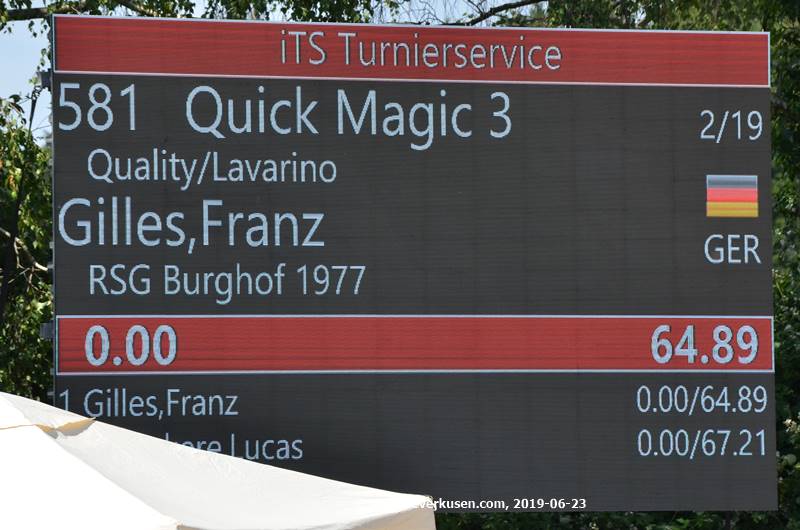 iTS Turnierservice
581 Quick Magic 3 2/19
Quality/Lavarino
Gilles,Franz
GER
RSG Burghof 1977
0.00 64.89
1 Gilles,Franz 0.00/64.89
Lucas 0.00/67.21
verkusen.com, 2019-06-23